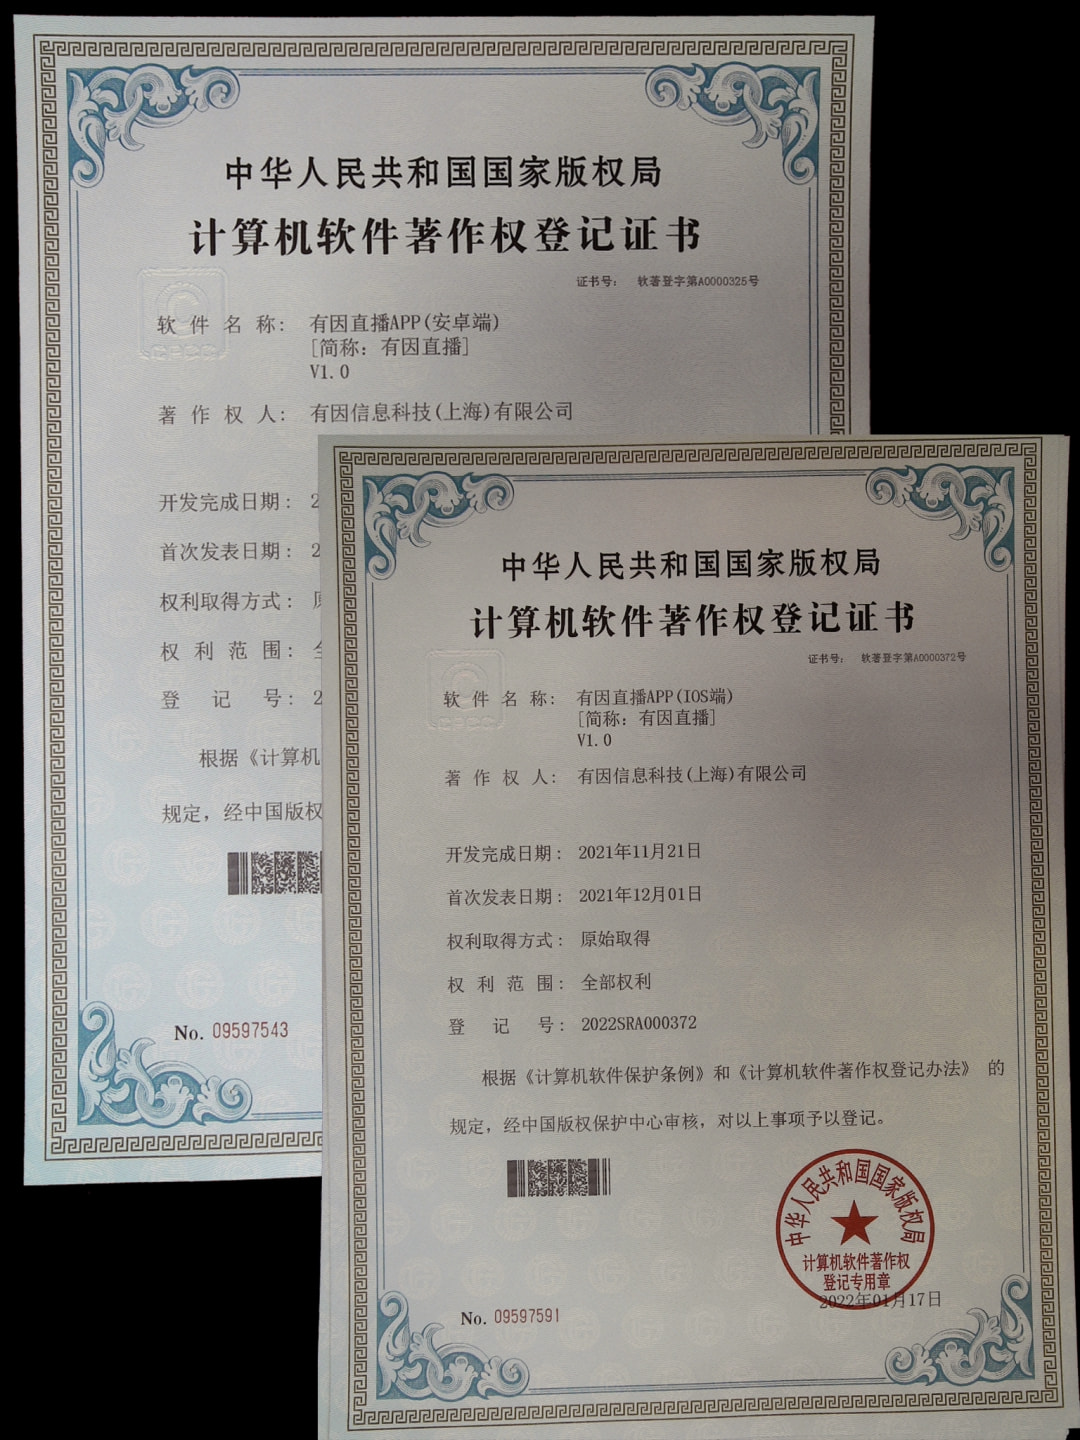 中华人民共和国国家版权局
计算机软件著作权登记证书
证书号： 软著登字第A0000325号
软件名称： 有因直播APP(安卓端)
[简称：有因直播]
V1.0
著作权人： 有因信息科技(上海)有限公司
开发完成日期： 2
首次发表日期： 2
权利取得方式：
权利范围： 全
登记号： 2
根据《计算机
规定，经中国版权
No. 09597543
中华人民共和国国家版权局
计算机软件著作权登记证书
证书号： 软著登字第A0000372号
软件名称： 有因直播APP(IOS端)
[简称：有因直播]
V1.0
著作权人： 有因信息科技(上海)有限公司
开发完成日期： 2021年11月21日
首次发表日期： 2021年12月01日
权利取得方式： 原始取得
权利范围： 全部权利
登记号： 2022SRA000372
根据《计算机软件保护条例》和《计算机软件著作权登记办法》的
规定，经中国版权保护中心审核，对以上事项予以登记。
中华人民共和国国家版权局
计算机软件著作权
登记专用章
2022年01月17日
No. 09597591